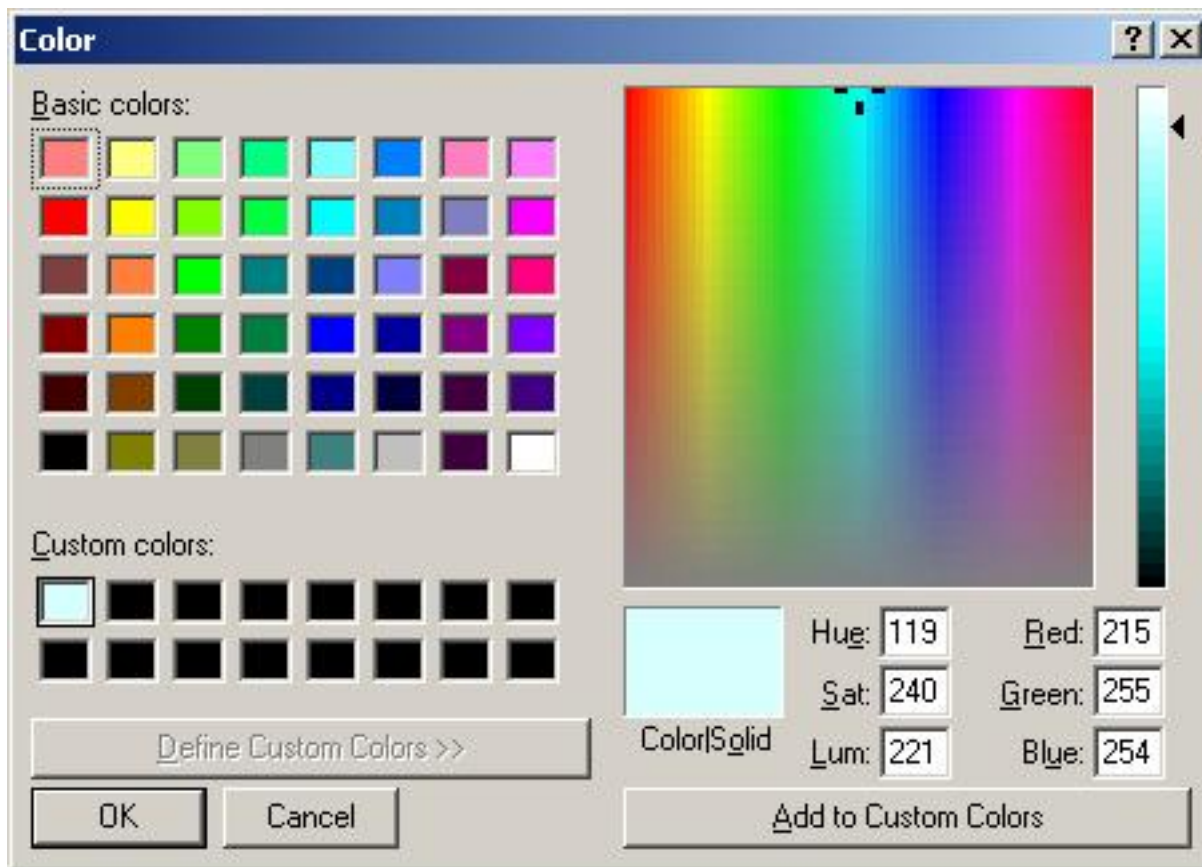 Color
Basic colors:
Custom colors:
Define Custom Colors >>
OK
Cancel
Color|Solid
Hue: 119
Sat: 240
Lum: 221
Red: 215
Green: 255
Blue: 254
Add to Custom Colors